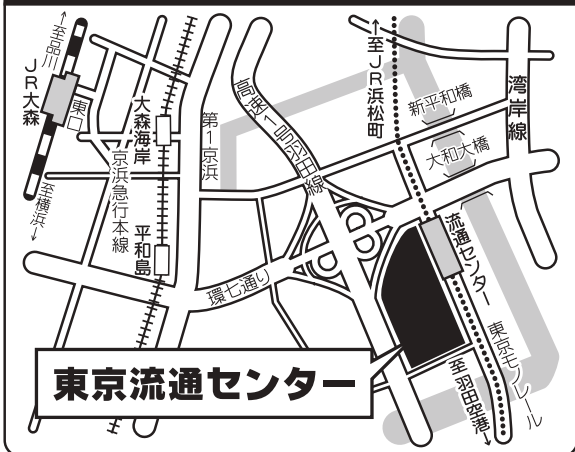 ↑至品川
JR大森
東口
↑至横浜↓
大森海岸
京浜急行本線
平和島
第1京浜
高速1号羽田線
↑至JR浜松町
新平和橋
大和大橋
湾岸線
環七通り
流通センター
東京モノレール
至羽田空港↓
東京流通センター